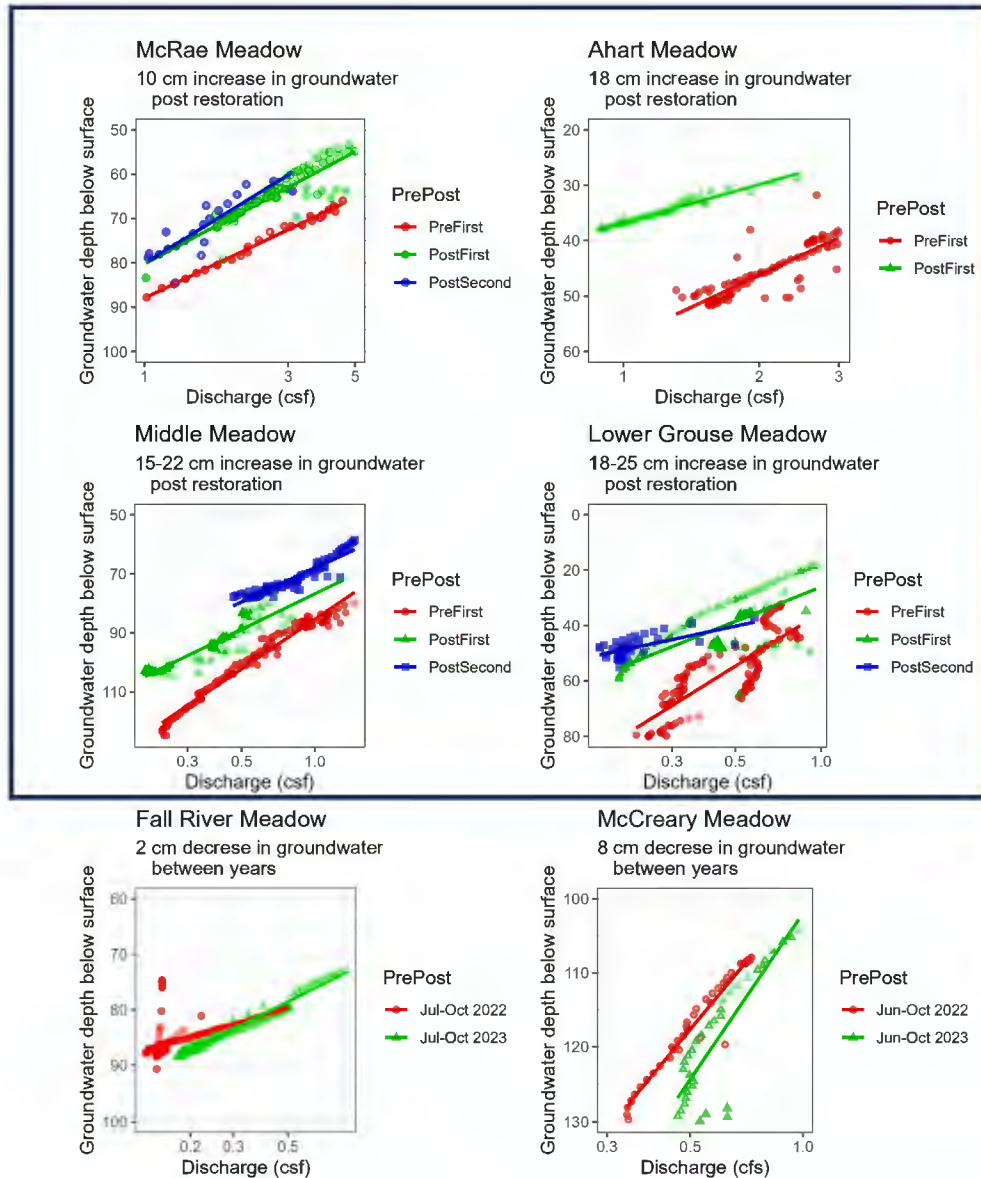 McRae Meadow
10 cm increase in groundwater
post restoration
Groundwater depth below surface
50
60
70
80
90
100
1
3
5
Discharge (csf)
PrePost
PreFirst
PostFirst
PostSecond
Ahart Meadow
18 cm increase in groundwater
post restoration
Groundwater depth below surface
20
30
40
50
60
1
2
3
Discharge (csf)
PrePost
PreFirst
PostFirst
Middle Meadow
15-22 cm increase in groundwater
post restoration
Groundwater depth below surface
50
70
90
110
0.3
0.5
1.0
Discharge (csf)
PrePost
PreFirst
PostFirst
PostSecond
Lower Grouse Meadow
18-25 cm increase in groundwater
post restoration
Groundwater depth below surface
0
20
40
60
80
0.3
0.5
1.0
Discharge (csf)
PrePost
PreFirst
PostFirst
PostSecond
Fall River Meadow
2 cm decrese in groundwater
between years
Groundwater depth below surface
60
70
80
90
100
0.2
0.3
0.5
Discharge (csf)
PrePost
Jul-Oct 2022
Jul-Oct 2023
McCreary Meadow
8 cm decrese in groundwater
between years
Groundwater depth below surface
100
110
120
130
0.3
0.5
1.0
Discharge (cfs)
PrePost
Jun-Oct 2022
Jun-Oct 2023